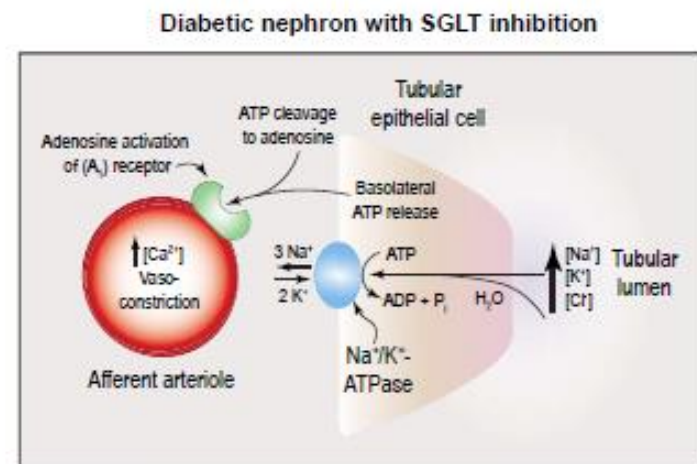 Diabetic nephron with SGLT inhibition
Tubular
epithelial cell
ATP cleavage
to adenosine
Adenosine activation
of (A₁) receptor
Basolateral
ATP release
[Ca²⁺]
Vaso-
constriction
Afferent arteriole
3 Na⁺
2 K⁺
ATP
ADP + Pᵢ
H₂O
Na⁺/K⁺-
ATPase
[Na⁺]
[K⁺]
[Cl⁻]
Tubular
lumen